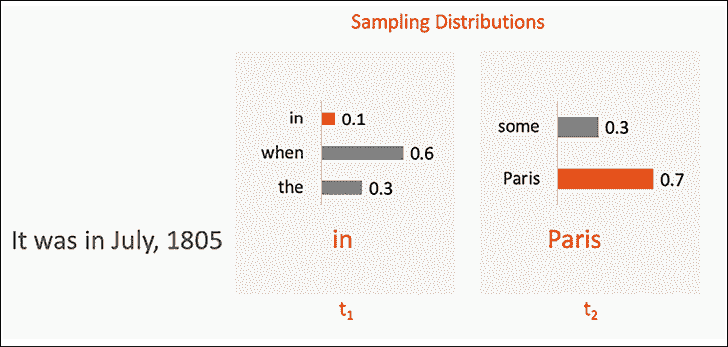 Sampling Distributions
in 0.1
when 0.6
the 0.3
some 0.3
Paris 0.7
It was in July, 1805 in Paris
t₁ t₂